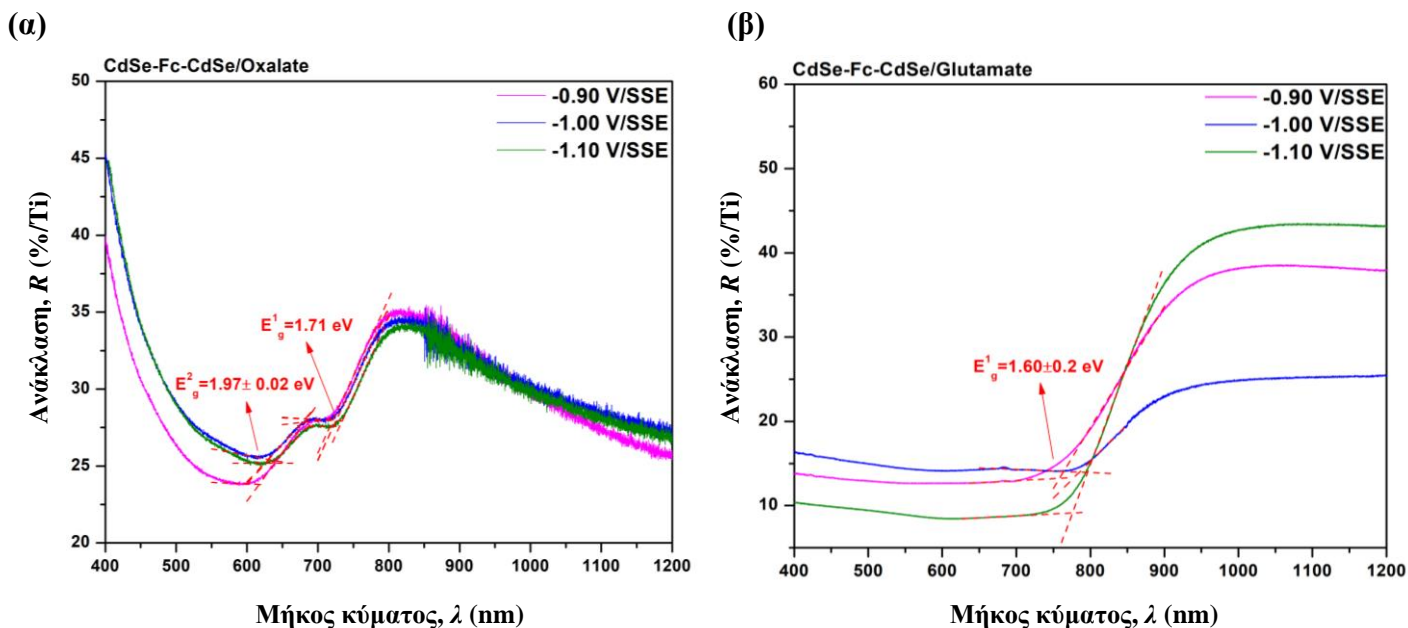 (α)
CdSe-Fc-CdSe/Oxalate
-0.90 V/SSE
-1.00 V/SSE
-1.10 V/SSE
E¹g=1.71 eV
E²g=1.97± 0.02 eV
50
45
40
35
30
25
20
400 500 600 700 800 900 1000 1100 1200
Ανάκλαση, R (%/Ti)
Μήκος κύματος, λ (nm)
(β)
CdSe-Fc-CdSe/Glutamate
-0.90 V/SSE
-1.00 V/SSE
-1.10 V/SSE
E¹g=1.60±0.2 eV
60
50
40
30
20
10
400 500 600 700 800 900 1000 1100 1200
Ανάκλαση, R (%/Ti)
Μήκος κύματος, λ (nm)